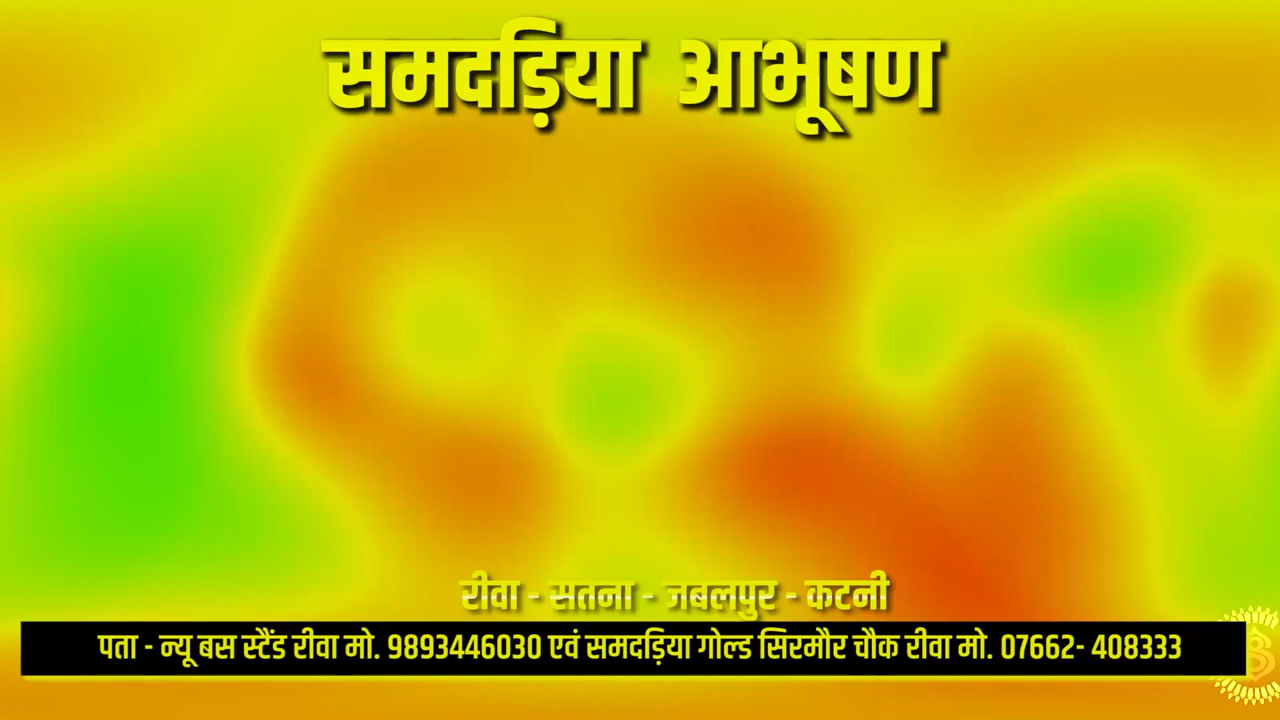 समदड़िया आभूषण
रीवा - सतना - जबलपुर - कटनी
पता - न्यू बस स्टैंड रीवा मो. 9893446030 एवं समदड़िया गोल्ड सिरमौर चौक रीवा मो. 07662- 408333